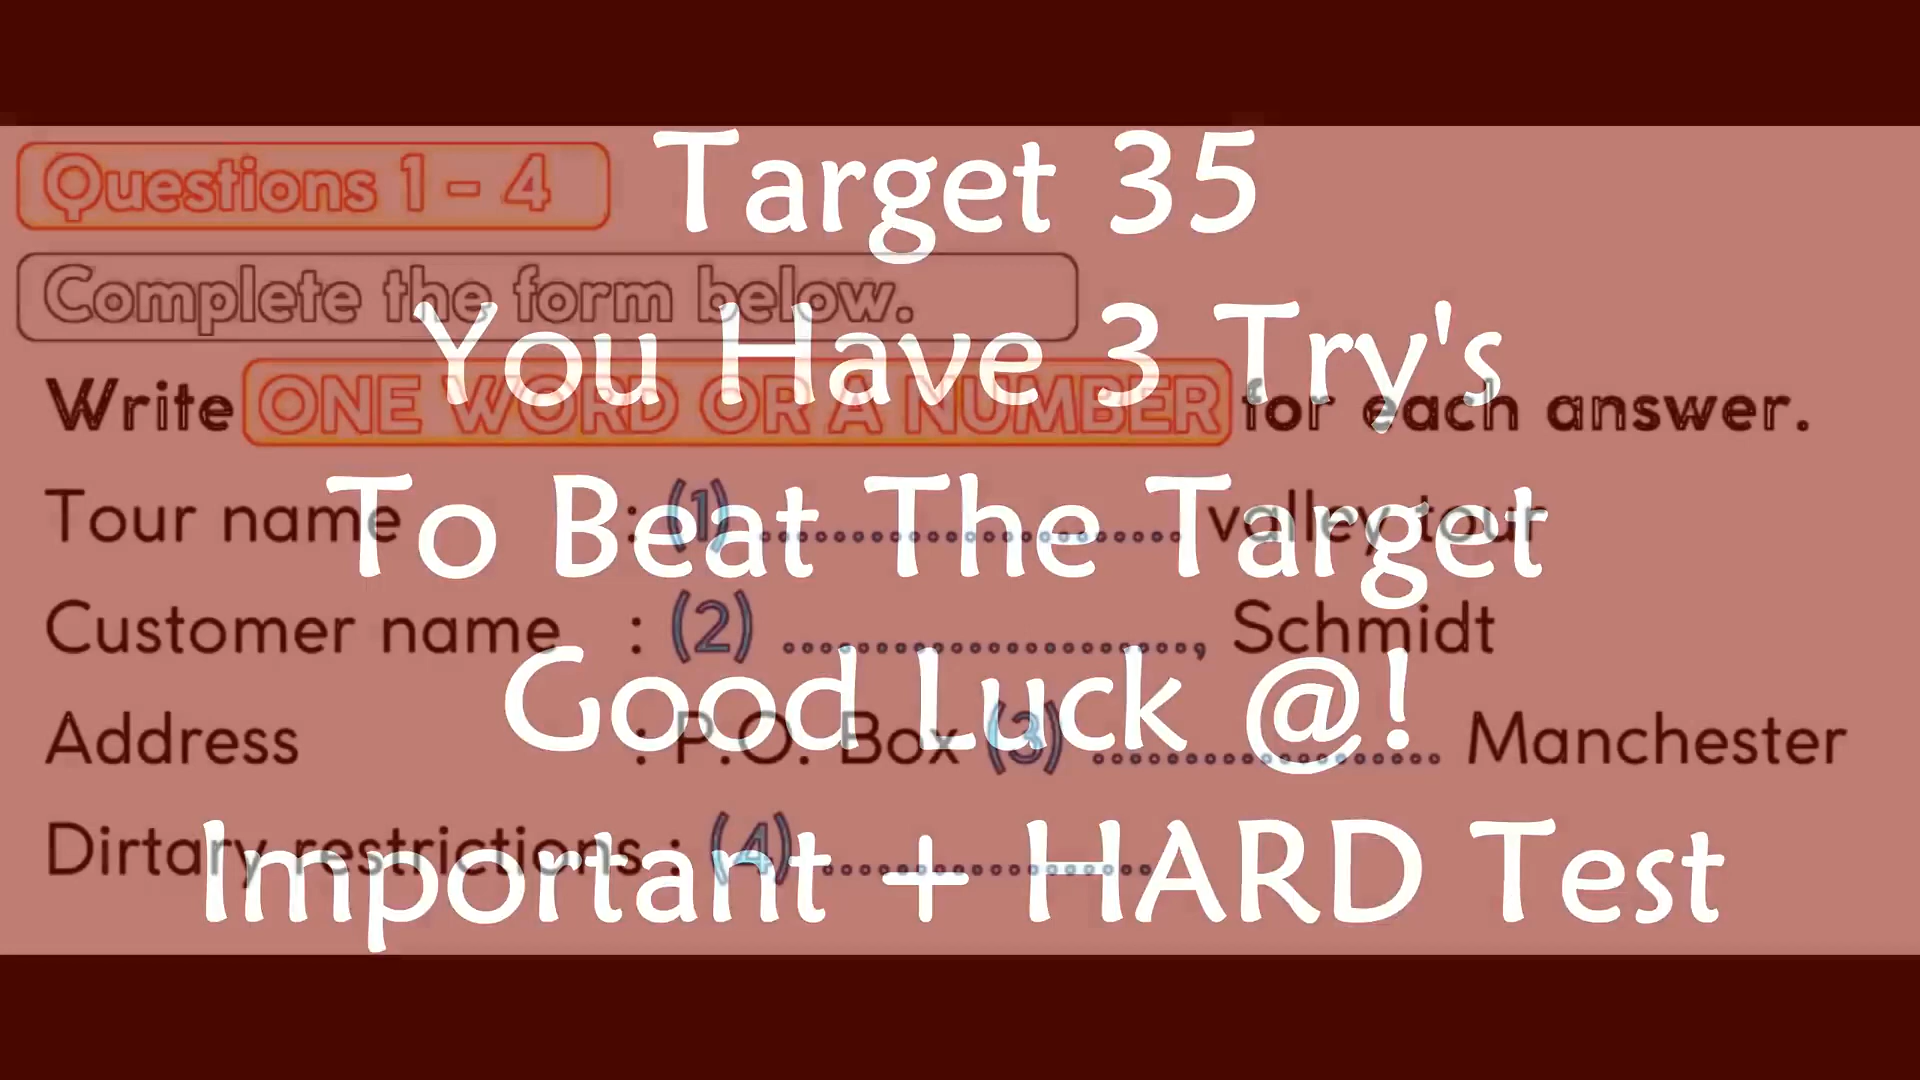 Target 35
You Have 3 Try's
To Beat The Target
Good Luck @!
Important + HARD Test
Questions 1 - 4
Complete the form below.
Write ONE WORD OR A NUMBER for each answer.
Tour name : (1) ........................ valley tour
Customer name : (2) ........................, Schmidt
Address : P.O. Box (3) .................... Manchester
Dirtary restrictions : (4) ...................